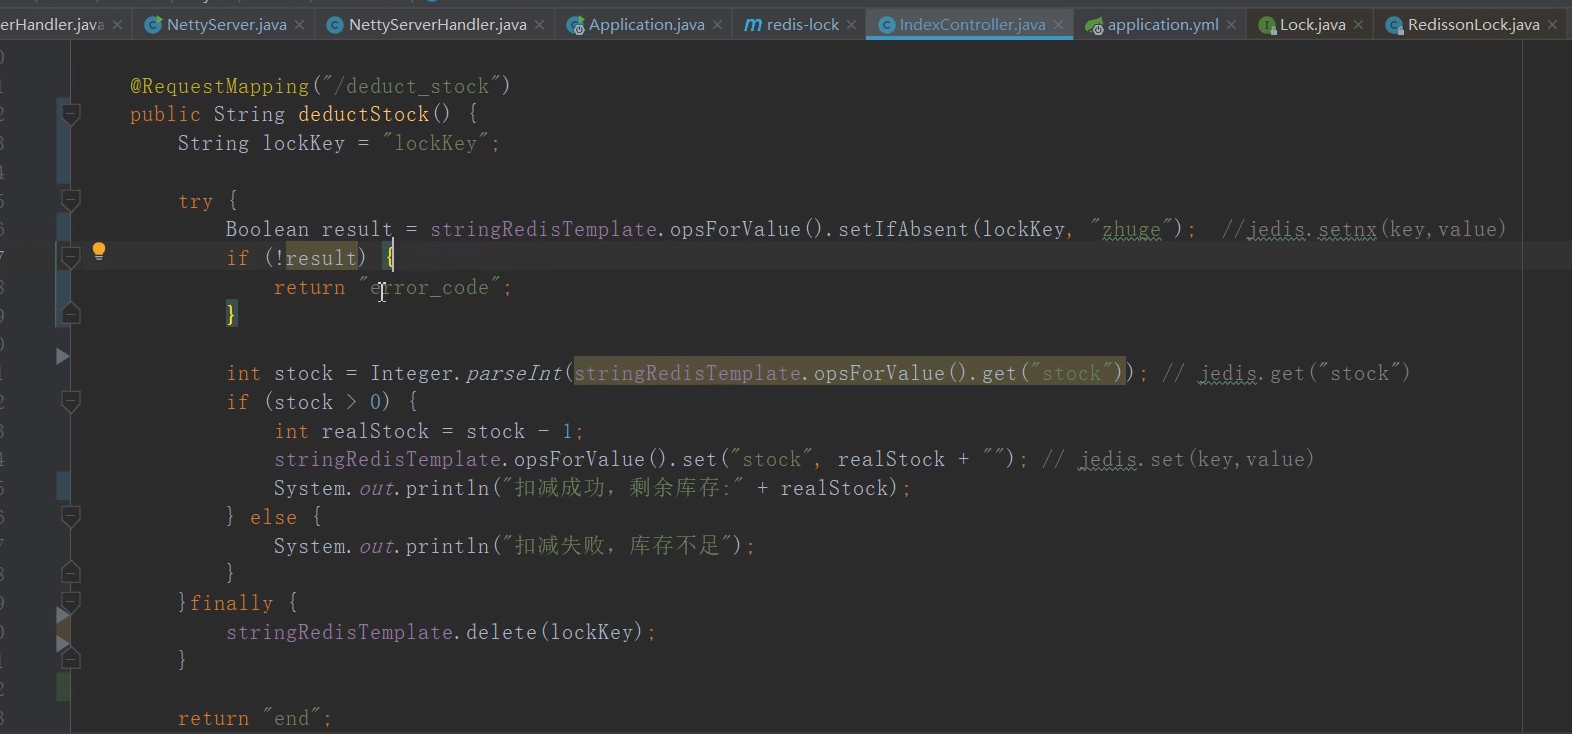 erHandler.java NettyServer.java NettyServerHandler.java Application.java redis-lock IndexController.java application.yml Lock.java RedissonLock.java
@RequestMapping("/deduct_stock")
public String deductStock() {
String lockKey = "lockKey";
try {
Boolean result = stringRedisTemplate.opsForValue().setIfAbsent(lockKey, "zhuge"); //jedis.setnx(key,value)
if (!result) {
return "error_code";
}
int stock = Integer.parseInt(stringRedisTemplate.opsForValue().get("stock")); // jedis.get("stock")
if (stock > 0) {
int realStock = stock - 1;
stringRedisTemplate.opsForValue().set("stock", realStock + ""); // jedis.set(key,value)
System.out.println("扣减成功，剩余库存:" + realStock);
} else {
System.out.println("扣减失败，库存不足");
}
}finally {
stringRedisTemplate.delete(lockKey);
}
return "end";